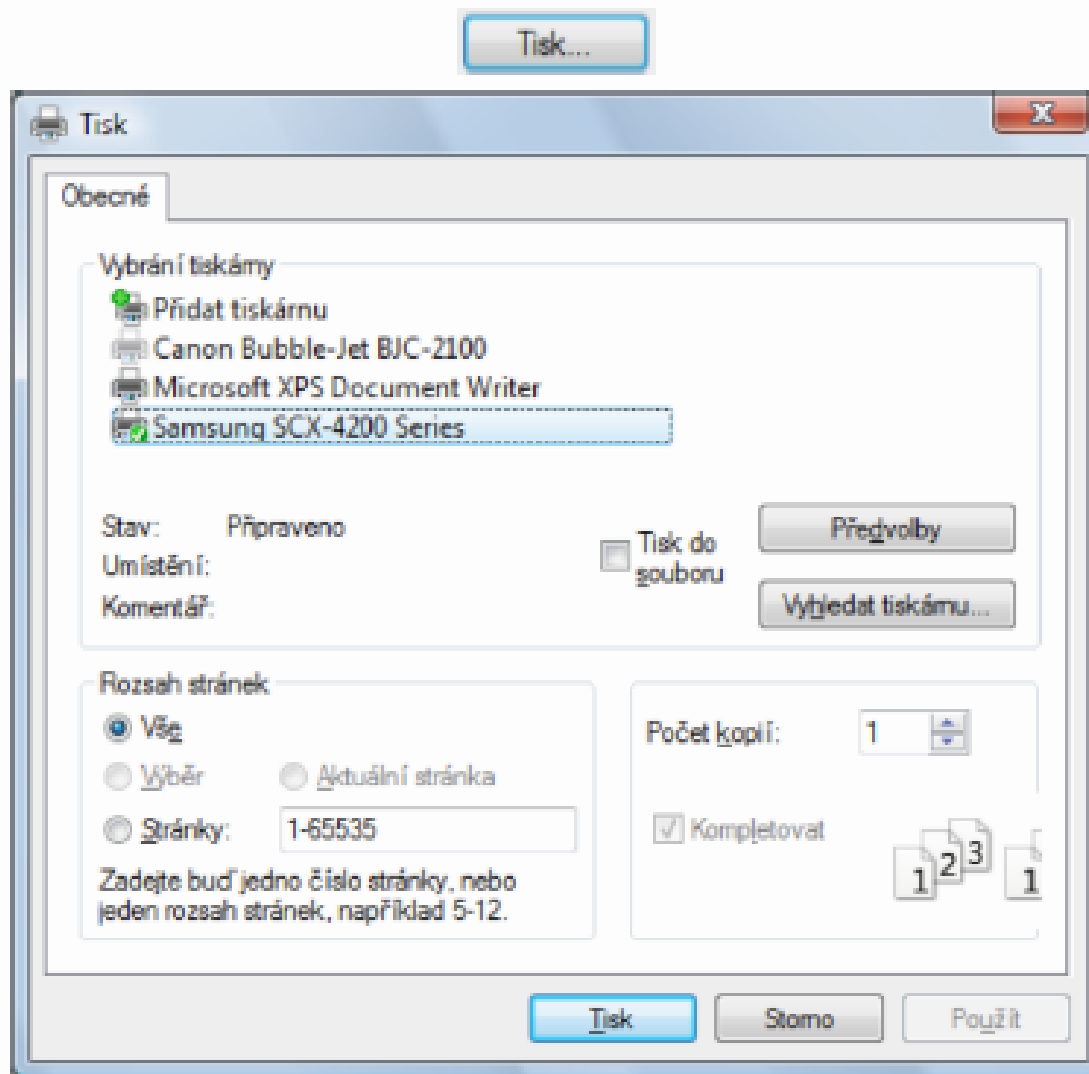 Tisk...
Tisk
Obecné
Vybrání tiskárny
Přidat tiskárnu
Canon Bubble-Jet BJC-2100
Microsoft XPS Document Writer
Samsung SCX-4200 Series
Stav: Připraveno
Umístění:
Komentář:
Tisk do
souboru
Předvolby
Vyhledat tiskárnu...
Rozsah stránek
Vše
Výběr Aktuální stránka
Stránky: 1-65535
Zadejte buď jedno číslo stránky, nebo
jeden rozsah stránek, například 5-12.
Počet kopií: 1
Kompletovat
1 2 3 1
Tisk Storno Použít